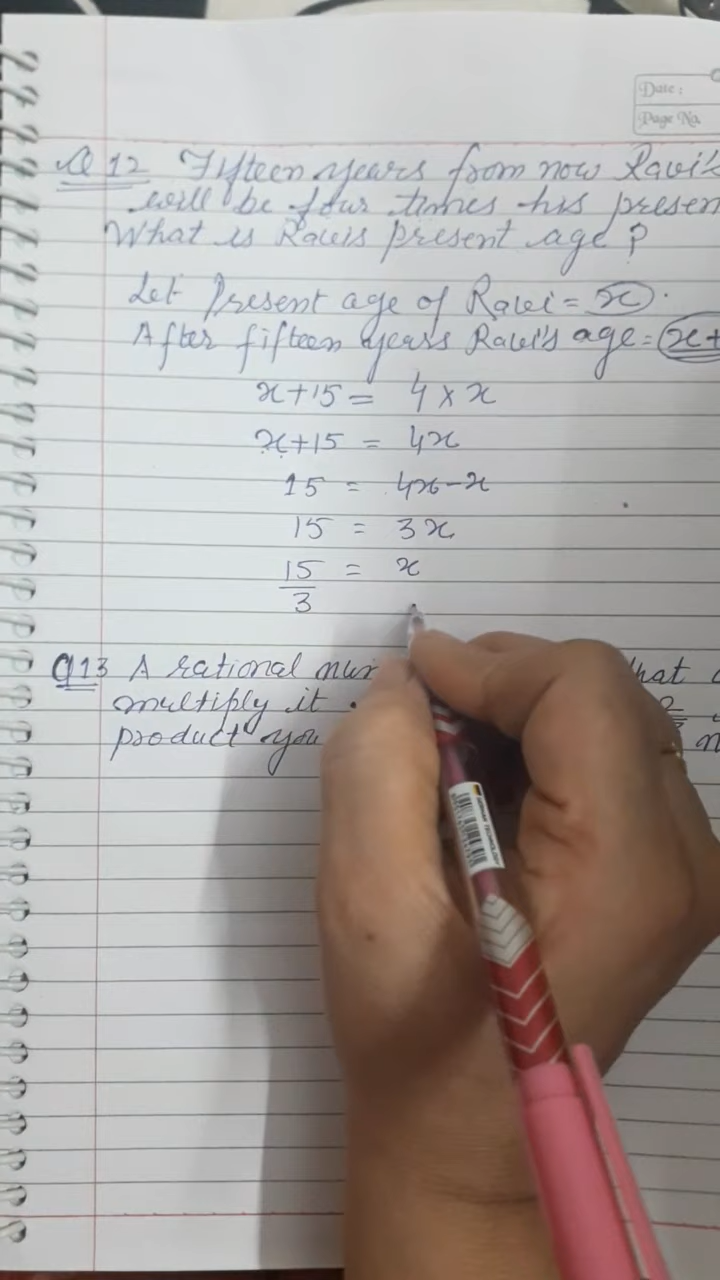 Date :
Page No.
Q 12 Fifteen years from now Ravi's
will be four times his presen
What is Ravis present age ?
Let Present age of Ravi = x.
After fifteen years Ravi's age = x+
x+15 = 4 × x
x+15 = 4x
15 = 4x-x
15 = 3x
15/3 = x
Q13 A rational
multiply it
product you